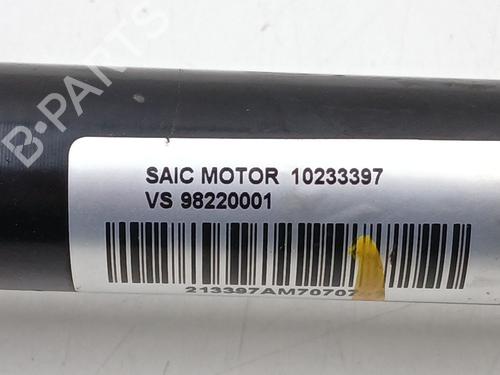 B-PARTS
SAIC MOTOR 10233397
VS 98220001
213397AM70707